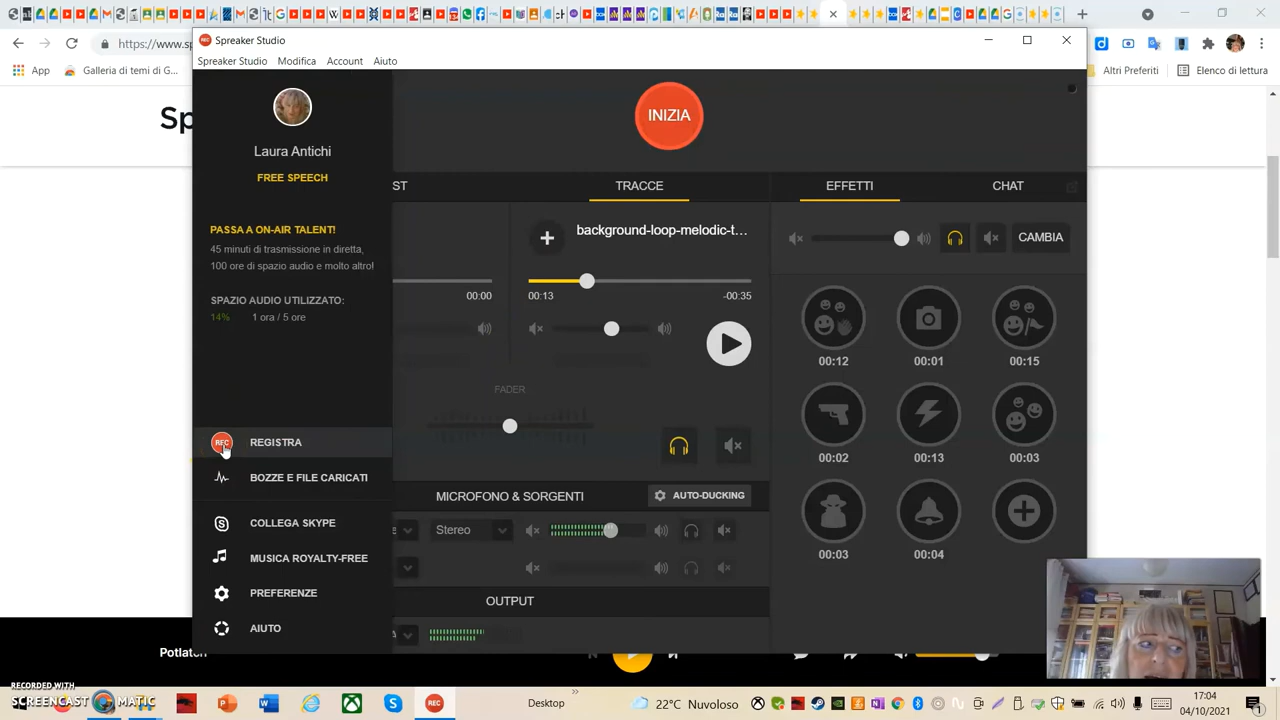 https://www.sp
App
Galleria di temi di G...
Altri Preferiti
Elenco di lettura
REC Spreaker Studio
Spreaker Studio Modifica Account Aiuto
Sp
Laura Antichi
FREE SPEECH
PASSA A ON-AIR TALENT!
45 minuti di trasmissione in diretta,
100 ore di spazio audio e molto altro!
SPAZIO AUDIO UTILIZZATO:
14% 1 ora / 5 ore
REC REGISTRA
BOZZE E FILE CARICATI
COLLEGA SKYPE
MUSICA ROYALTY-FREE
PREFERENZE
AIUTO
INIZIA
ST TRACCE EFFETTI CHAT
background-loop-melodic-t...
CAMBIA
00:00 00:13 -00:35
00:12 00:01 00:15
FADER
00:02 00:13 00:03
MICROFONO & SORGENTI AUTO-DUCKING
Stereo
00:03 00:04
OUTPUT
Potlatch
RECORDED WITH
SCREENCAST MATIC
REC
Desktop
22°C Nuvoloso
17:04
04/10/2021